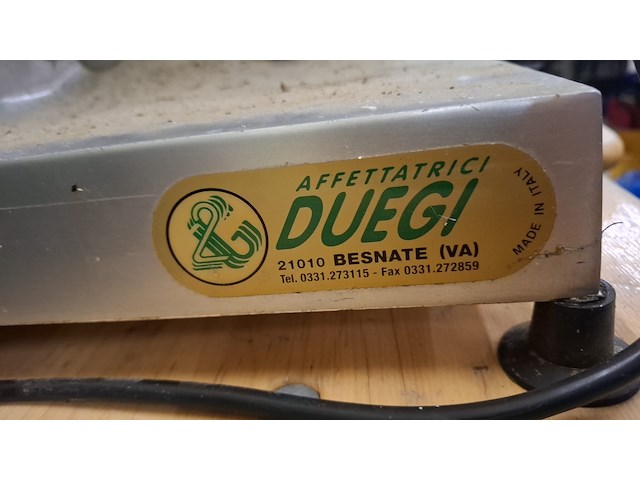 AFFETTATRICI
DUEGI
21010 BESNATE (VA)
Tel. 0331.273115 - Fax 0331.272859
MADE IN ITALY